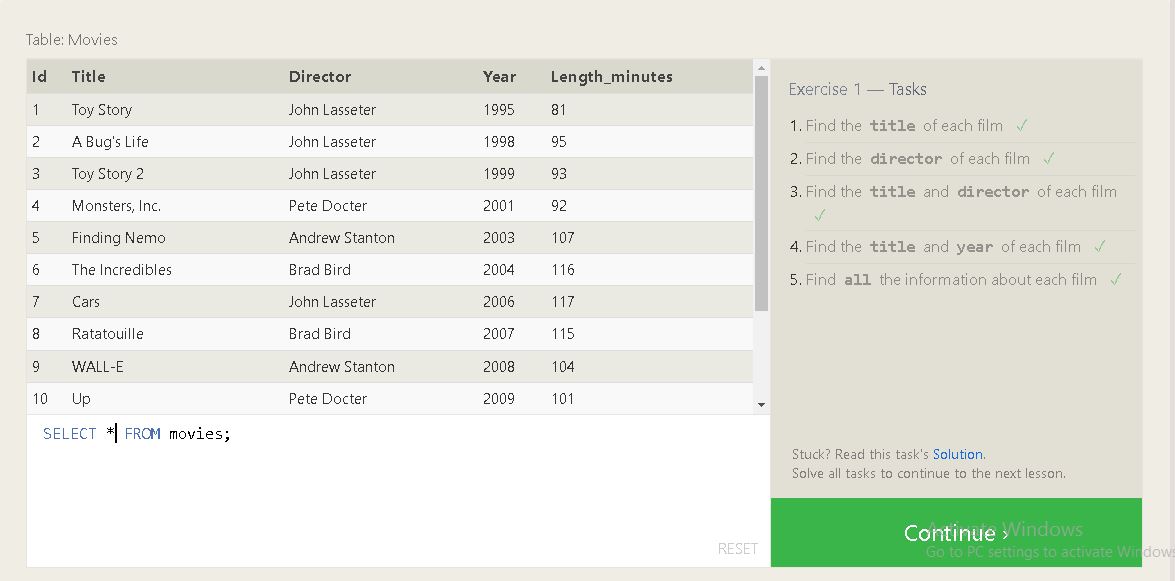 Table: Movies
Id Title Director Year Length_minutes
1 Toy Story John Lasseter 1995 81
2 A Bug's Life John Lasseter 1998 95
3 Toy Story 2 John Lasseter 1999 93
4 Monsters, Inc. Pete Docter 2001 92
5 Finding Nemo Andrew Stanton 2003 107
6 The Incredibles Brad Bird 2004 116
7 Cars John Lasseter 2006 117
8 Ratatouille Brad Bird 2007 115
9 WALL-E Andrew Stanton 2008 104
10 Up Pete Docter 2009 101
SELECT * FROM movies;
RESET
Exercise 1 — Tasks
1. Find the title of each film ✓
2. Find the director of each film ✓
3. Find the title and director of each film
✓
4. Find the title and year of each film ✓
5. Find all the information about each film ✓
Stuck? Read this task's Solution.
Solve all tasks to continue to the next lesson.
Continue ›
Activate Windows
Go to PC settings to activate Windows